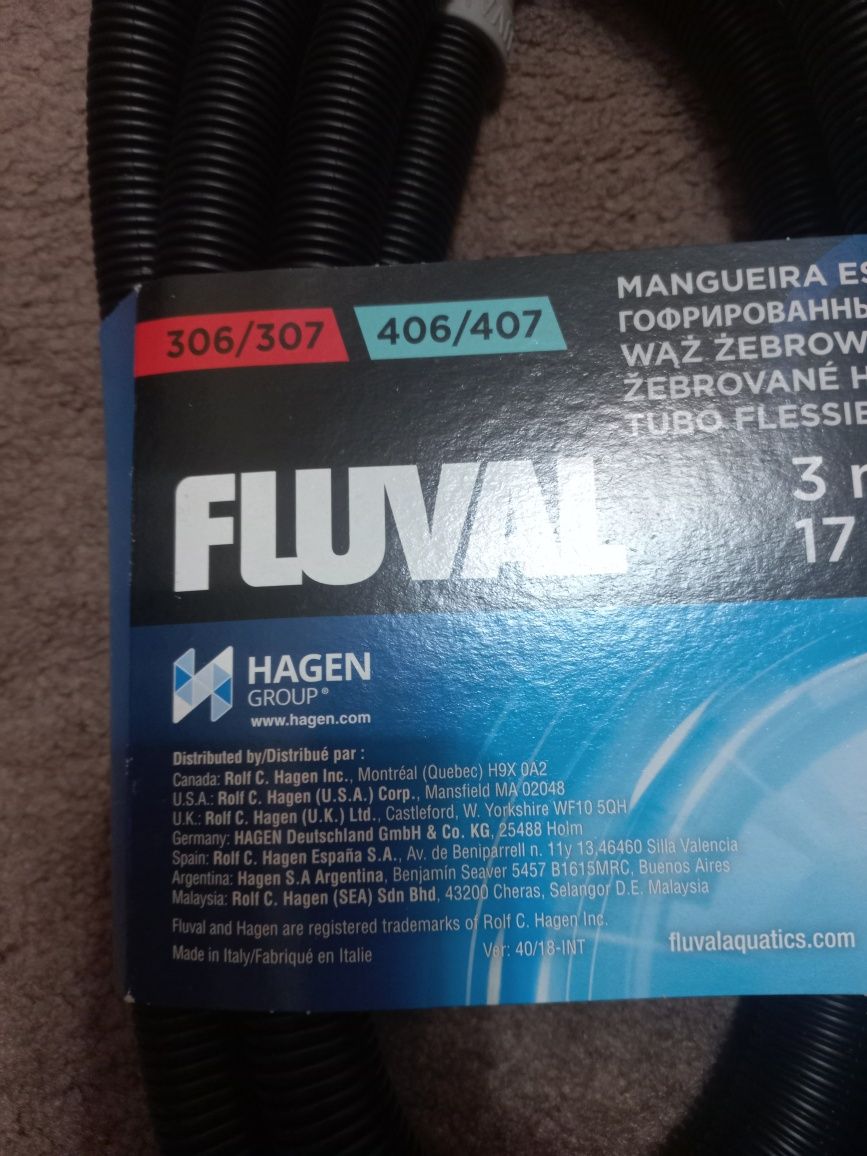 306/307 406/407
MANGUEIRA
WĄŻ
ŽEBROVANÉ
TUBO
FLUVAL
3
17
HAGEN
GROUP®
www.hagen.com
Distributed by/Distribué par :
Canada: Rolf C. Hagen Inc., Montréal (Quebec) H9X 0A2
U.S.A.: Rolf C. Hagen (U.S.A.) Corp., Mansfield MA 02048
U.K.: Rolf C. Hagen (U.K.) Ltd., Castleford, W. Yorkshire WF10 5QH
Germany: HAGEN Deutschland GmbH & Co. KG, 25488 Holm
Spain: Rolf C. Hagen España S.A., Av. de Beniparrell n. 11y 13,46460 Silla Valencia
Argentina: Hagen S.A Argentina, Benjamín Seaver 5457 B1615MRC, Buenos Aires
Malaysia: Rolf C. Hagen (SEA) Sdn Bhd, 43200 Cheras, Selangor D.E. Malaysia
Fluval and Hagen are registered trademarks of Rolf C. Hagen Inc.
Made in Italy/Fabriqué en Italie Ver: 40/18-INT
fluvalaquatics.com